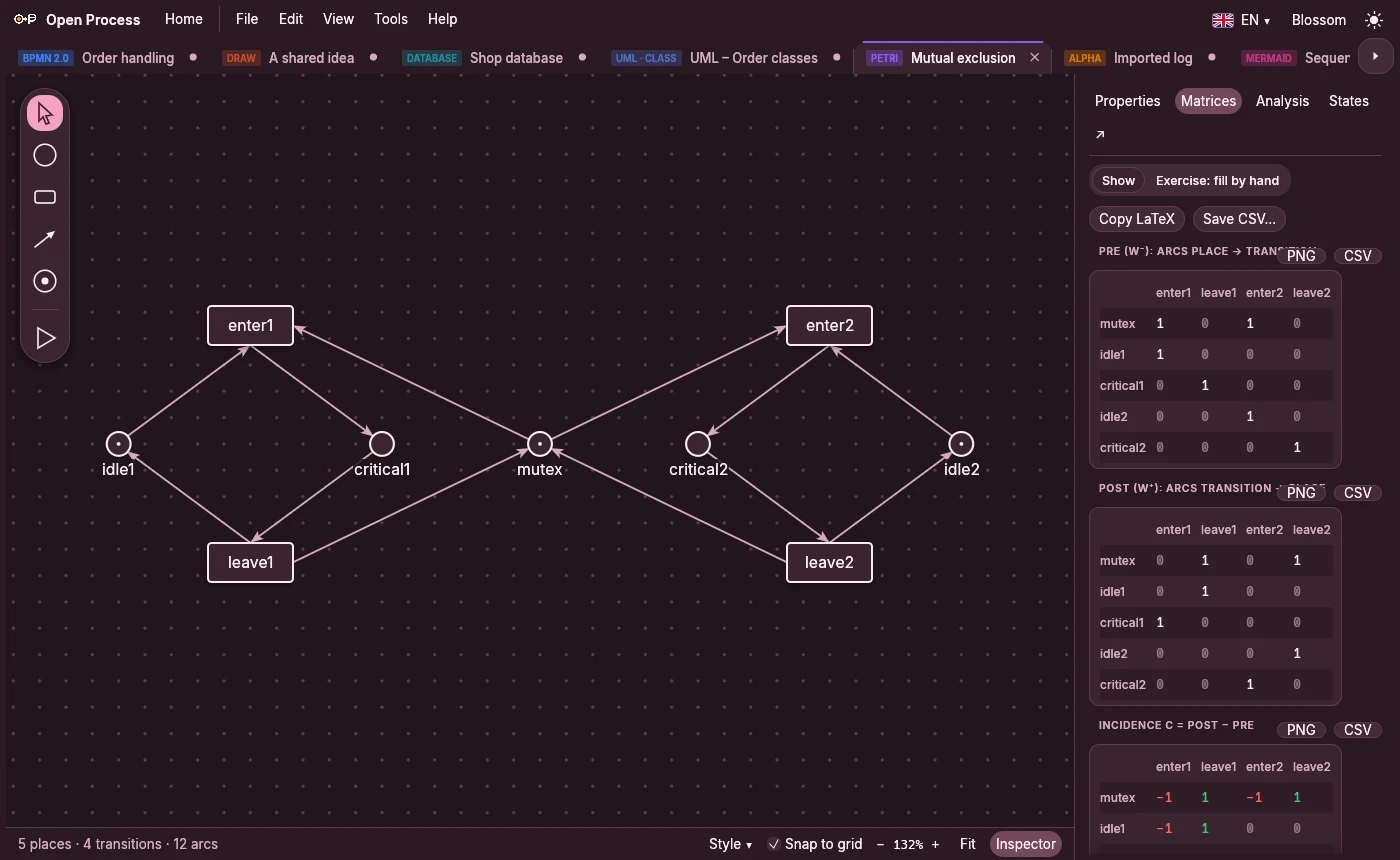 Open Process Home File Edit View Tools Help EN Blossom
BPMN 2.0 Order handling DRAW A shared idea DATABASE Shop database UML · CLASS UML – Order classes PETRI Mutual exclusion ALPHA Imported log MERMAID Sequer
Properties Matrices Analysis States
Show Exercise: fill by hand
Copy LaTeX Save CSV...
PRE (W⁻): ARCS PLACE → TRANSITION PNG CSV
enter1 leave1 enter2 leave2
mutex 1 0 1 0
idle1 1 0 0 0
critical1 0 1 0 0
idle2 0 0 1 0
critical2 0 0 0 1
POST (W⁺): ARCS TRANSITION → PLACE PNG CSV
enter1 leave1 enter2 leave2
mutex 0 1 0 1
idle1 0 1 0 0
critical1 1 0 0 0
idle2 0 0 0 1
critical2 0 0 1 0
INCIDENCE C = POST − PRE PNG CSV
enter1 leave1 enter2 leave2
mutex −1 1 −1 1
idle1 −1 1 0 0
enter1 enter2
idle1 critical1 mutex critical2 idle2
leave1 leave2
5 places · 4 transitions · 12 arcs Style Snap to grid − 132% + Fit Inspector